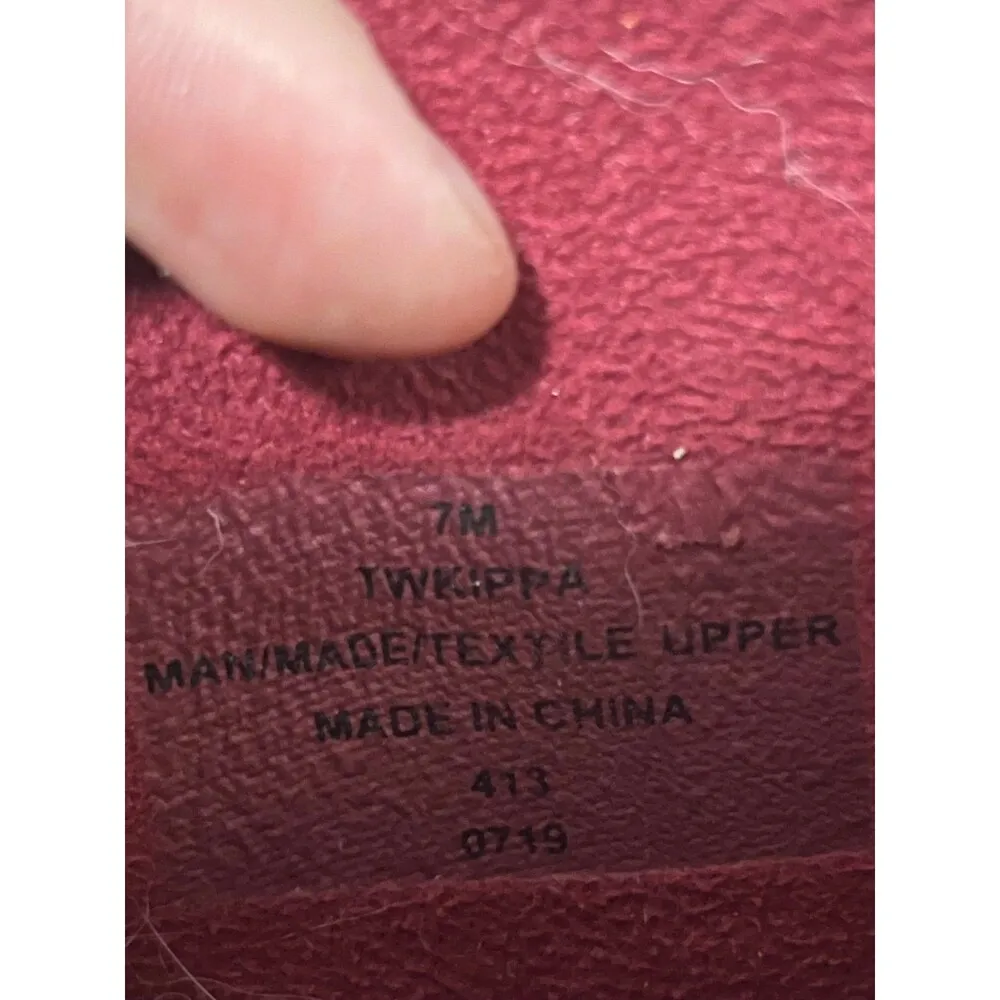 7M
TWKIPPA
MAN/MADE/TEXTILE UPPER
MADE IN CHINA
413
0719